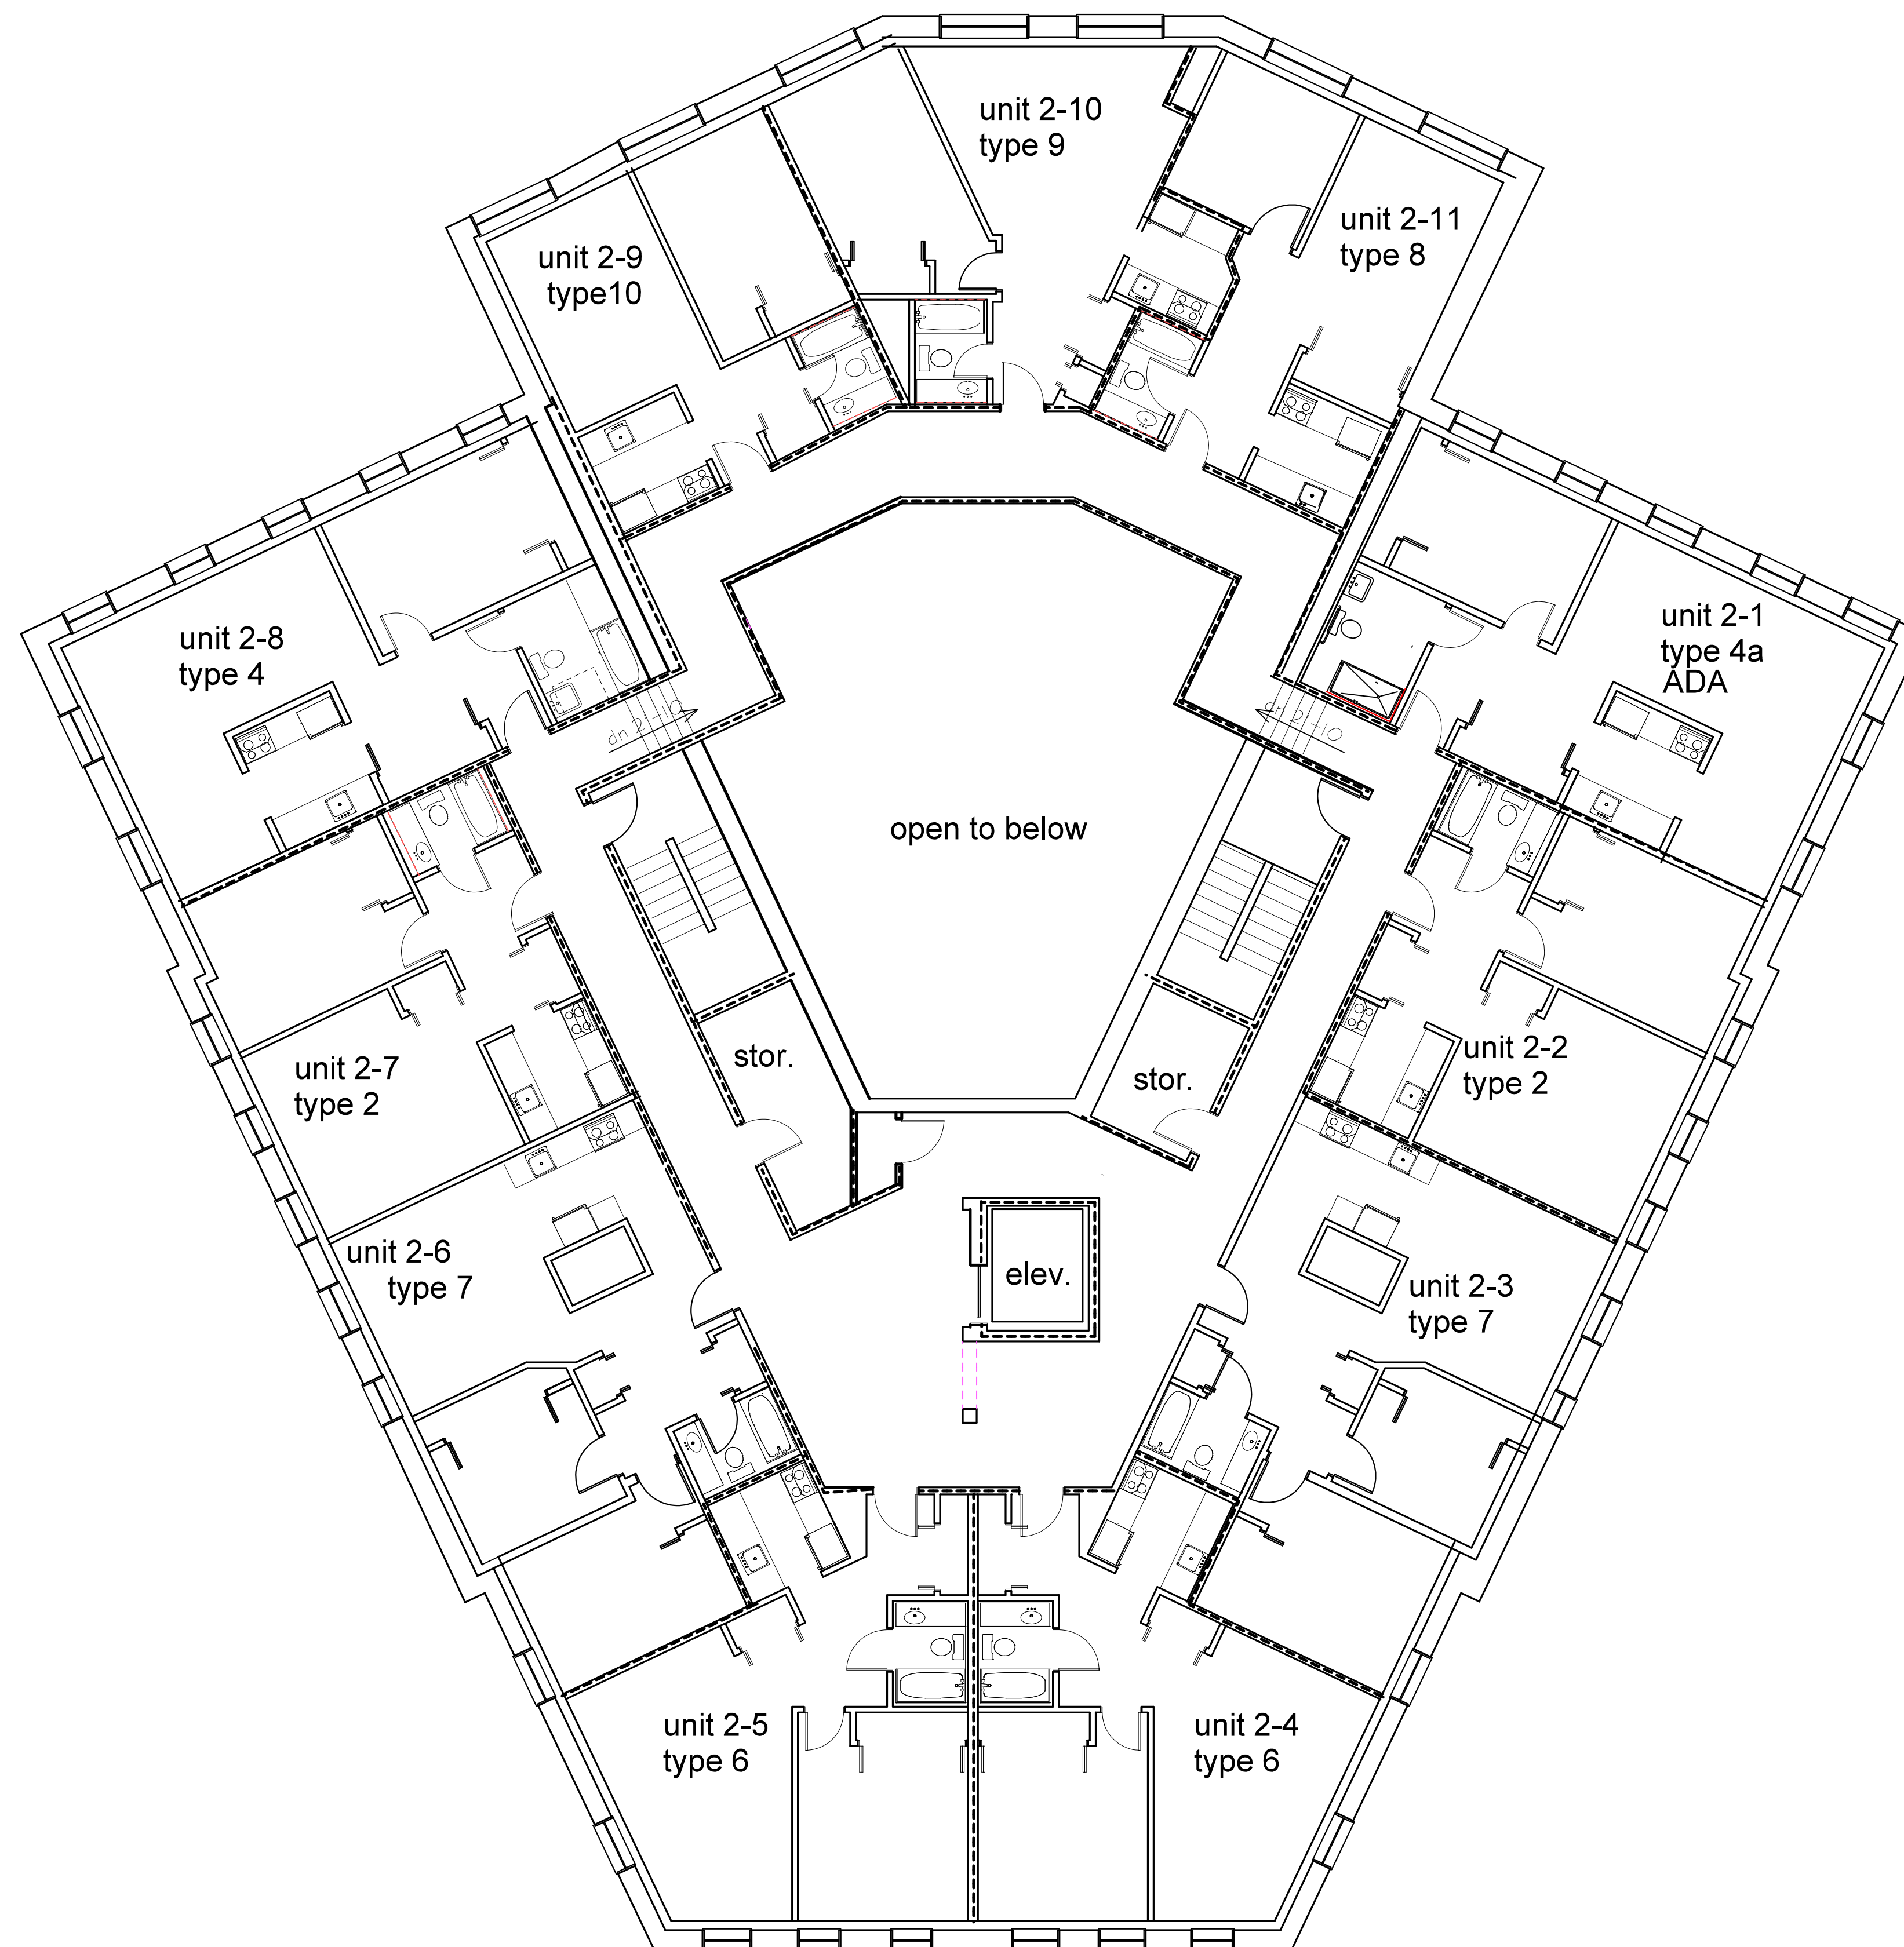 unit 2-10
type 9
unit 2-11
type 8
unit 2-9
type10
unit 2-8
type 4
unit 2-1
type 4a
ADA
open to below
unit 2-7
type 2
stor.
stor.
unit 2-2
type 2
unit 2-6
type 7
elev.
unit 2-3
type 7
unit 2-5
type 6
unit 2-4
type 6